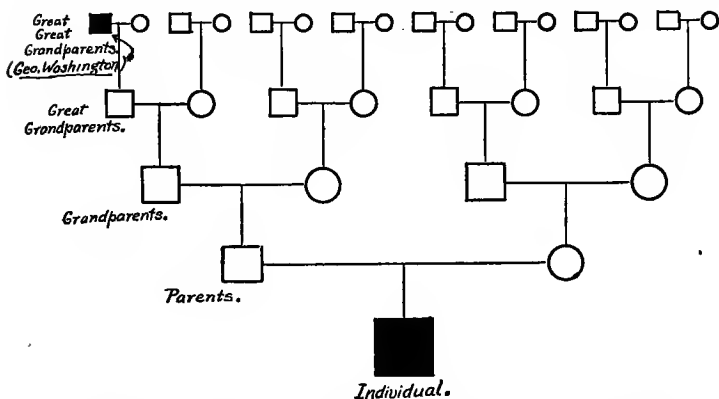 Great
Great
Grandparents.
(Geo. Washington)
Great
Grandparents.
Grandparents.
Parents.
Individual.